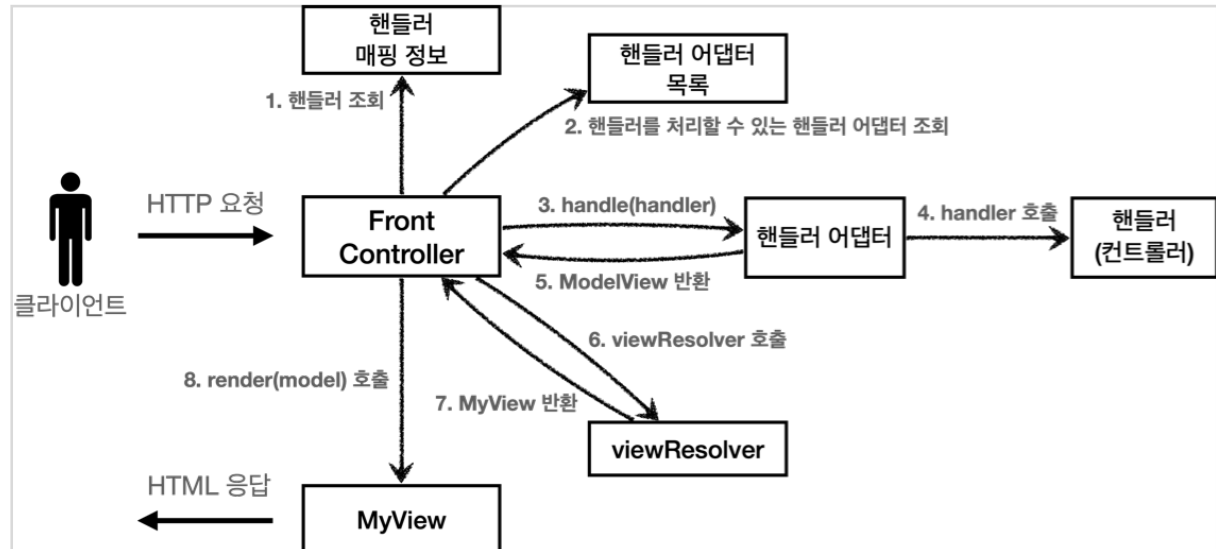 핸들러
매핑 정보
핸들러 어댑터
목록
1. 핸들러 조회
2. 핸들러를 처리할 수 있는 핸들러 어댑터 조회
HTTP 요청
Front
Controller
3. handle(handler)
핸들러 어댑터
4. handler 호출
핸들러
(컨트롤러)
5. ModelView 반환
클라이언트
6. viewResolver 호출
8. render(model) 호출
7. MyView 반환
viewResolver
HTML 응답
MyView